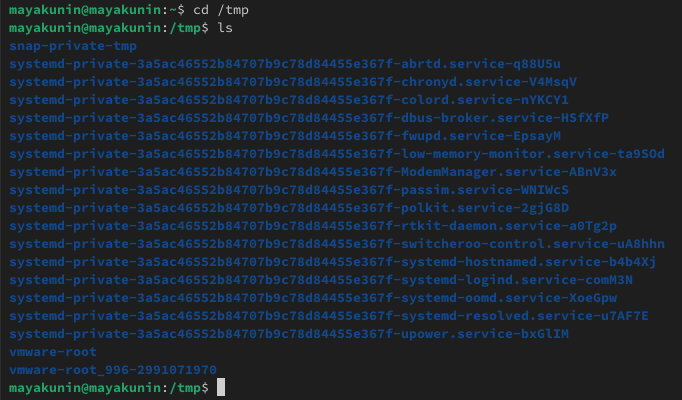 mayakunin@mayakunin:~$ cd /tmp
mayakunin@mayakunin:/tmp$ ls
snap-private-tmp
systemd-private-3a5ac46552b84707b9c78d84455e367f-abrtd.service-q88U5u
systemd-private-3a5ac46552b84707b9c78d84455e367f-chronyd.service-V4MsqV
systemd-private-3a5ac46552b84707b9c78d84455e367f-colord.service-nYKCY1
systemd-private-3a5ac46552b84707b9c78d84455e367f-dbus-broker.service-HSfXfP
systemd-private-3a5ac46552b84707b9c78d84455e367f-fwupd.service-EpsayM
systemd-private-3a5ac46552b84707b9c78d84455e367f-low-memory-monitor.service-ta9SOd
systemd-private-3a5ac46552b84707b9c78d84455e367f-ModemManager.service-ABnV3x
systemd-private-3a5ac46552b84707b9c78d84455e367f-passim.service-WNIWcS
systemd-private-3a5ac46552b84707b9c78d84455e367f-polkit.service-2gjG8D
systemd-private-3a5ac46552b84707b9c78d84455e367f-rtkit-daemon.service-a0Tg2p
systemd-private-3a5ac46552b84707b9c78d84455e367f-switcheroo-control.service-uA8hhn
systemd-private-3a5ac46552b84707b9c78d84455e367f-systemd-hostnamed.service-b4b4Xj
systemd-private-3a5ac46552b84707b9c78d84455e367f-systemd-logind.service-comM3N
systemd-private-3a5ac46552b84707b9c78d84455e367f-systemd-oomd.service-XoeGpw
systemd-private-3a5ac46552b84707b9c78d84455e367f-systemd-resolved.service-u7AF7E
systemd-private-3a5ac46552b84707b9c78d84455e367f-upower.service-bxGlIM
vmware-root
vmware-root_996-2991071970
mayakunin@mayakunin:/tmp$